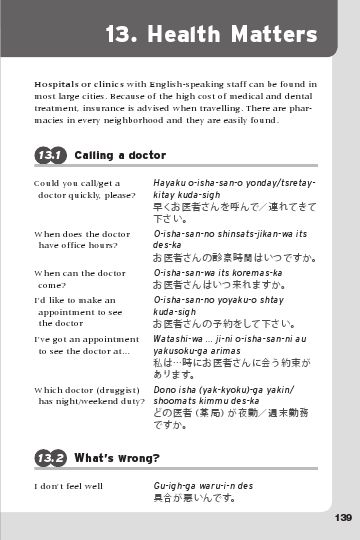 13. Health Matters
Hospitals or clinics with English-speaking staff can be found in
most large cities. Because of the high cost of medical and dental
treatment, insurance is advised when travelling. There are phar-
macies in every neighborhood and they are easily found.
13.1 Calling a doctor
Could you call/get a
doctor quickly, please?
Hayaku o-isha-san-o yonday/tsretay-
kitay kuda-sigh
早くお医者さんを呼んで／連れてきて
下さい。
When does the doctor
have office hours?
O-isha-san-no shinsats-jikan-wa its
des-ka
お医者さんの診察時間はいつですか。
When can the doctor
come?
O-isha-san-wa its koremas-ka
お医者さんはいつ来れますか。
I'd like to make an
appointment to see
the doctor
O-isha-san-no yoyaku-o shtay
kuda-sigh
お医者さんの予約をして下さい。
I've got an appointment
to see the doctor at...
Watashi-wa ... ji-ni o-isha-san-ni au
yakusoku-ga arimas
私は…時にお医者さんに会う約束が
あります。
Which doctor (druggist)
has night/weekend duty?
Dono isha (yak-kyoku)-ga yakin/
shoomats kimmu des-ka
どの医者 (薬局) が夜勤／週末勤務
ですか。
13.2 What's wrong?
I don't feel well
Gu-igh-ga waru-i-n des
具合が悪いんです。
139